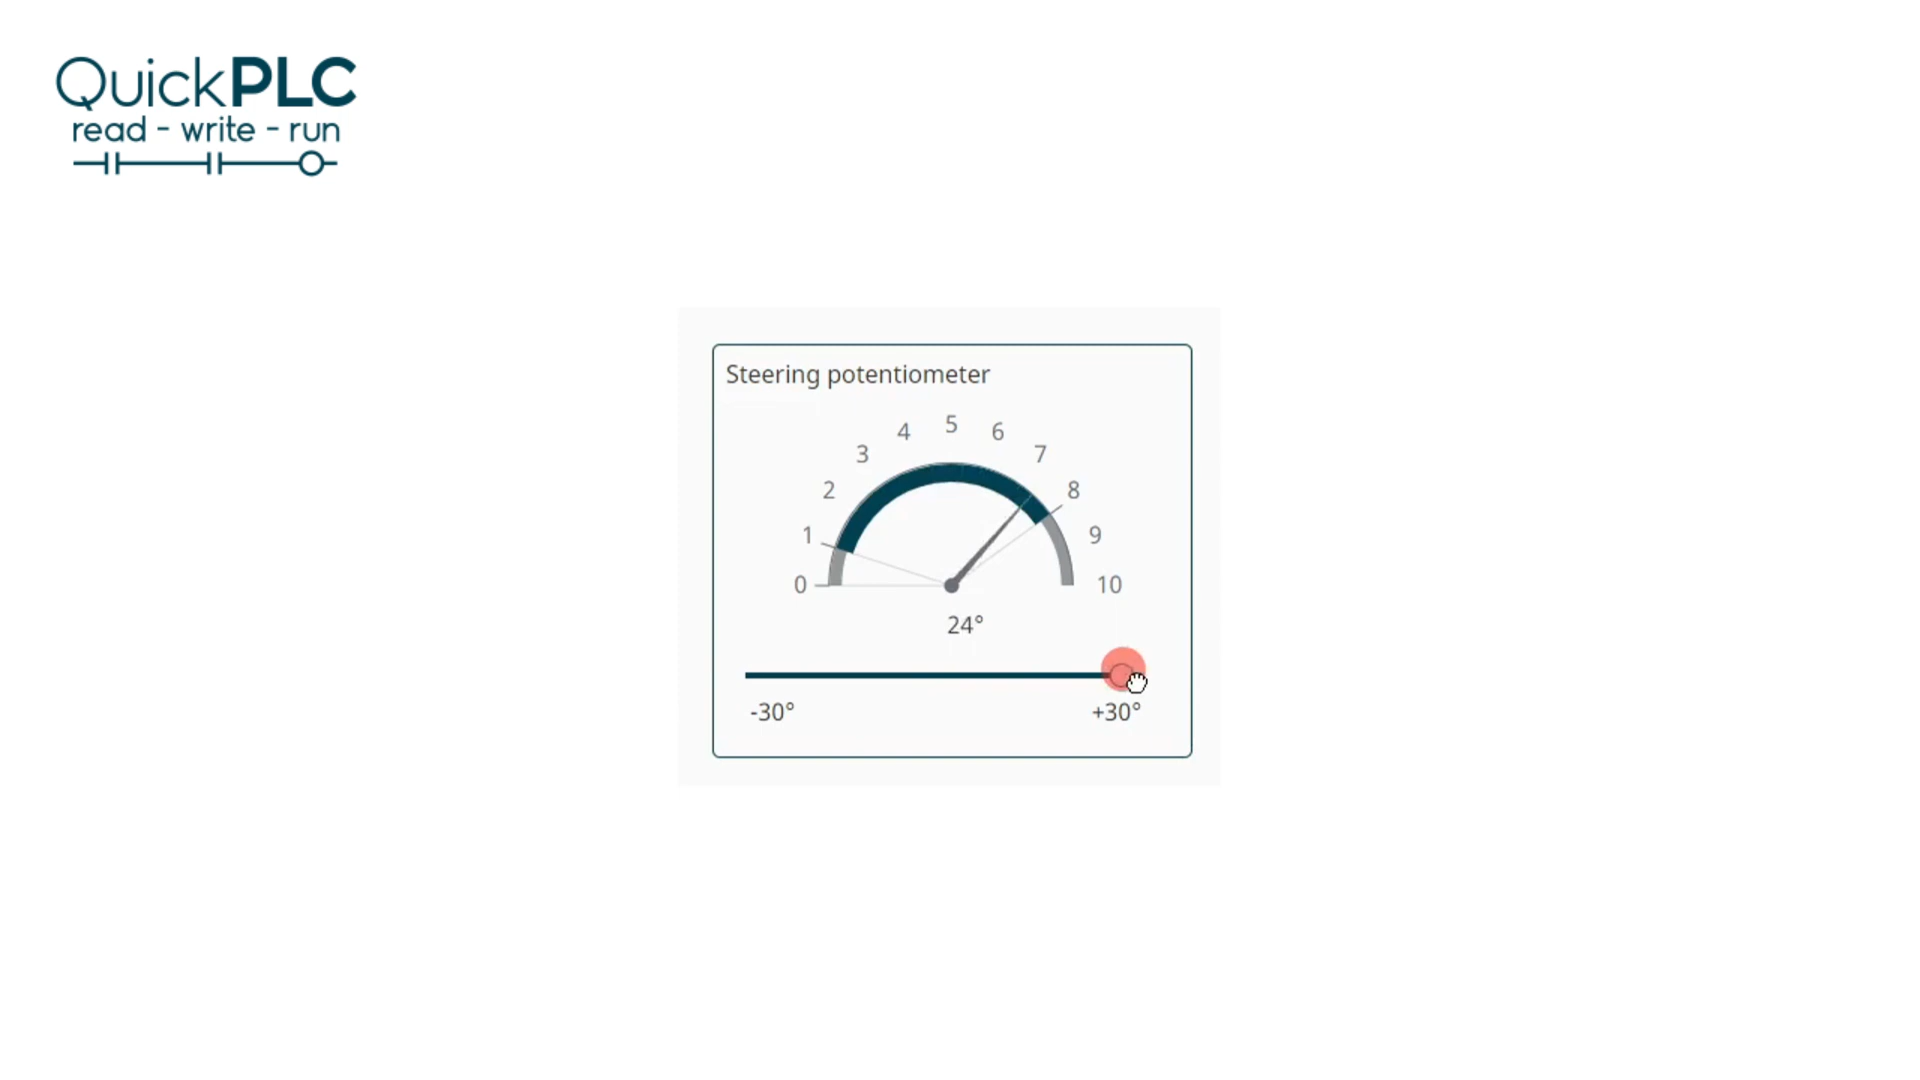 QuickPLC
read - write - run
Steering potentiometer
0 1 2 3 4 5 6 7 8 9 10
24°
-30° +30°